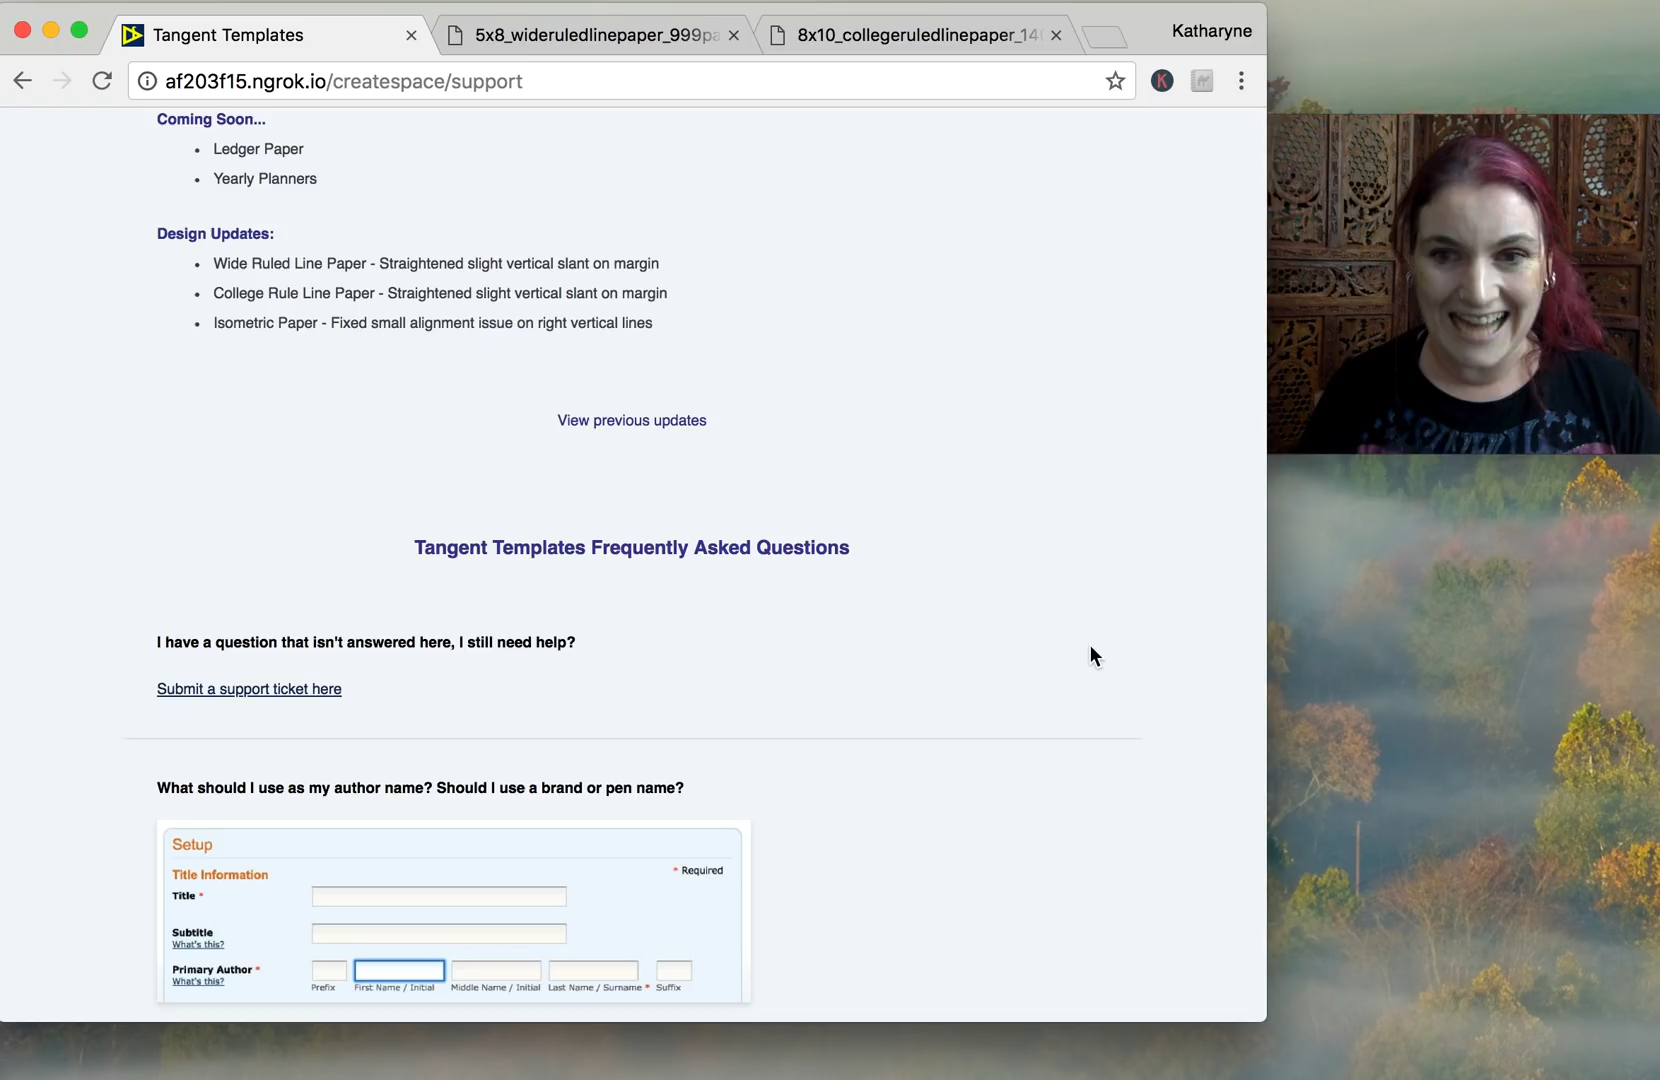 Tangent Templates
5x8_wideruledlinepaper_999pa
8x10_collegeruledlinepaper_14
Katharyne
af203f15.ngrok.io/createspace/support
K
Coming Soon...
• Ledger Paper
• Yearly Planners
Design Updates:
• Wide Ruled Line Paper - Straightened slight vertical slant on margin
• College Rule Line Paper - Straightened slight vertical slant on margin
• Isometric Paper - Fixed small alignment issue on right vertical lines
View previous updates
Tangent Templates Frequently Asked Questions
I have a question that isn't answered here, I still need help?
Submit a support ticket here
What should I use as my author name? Should I use a brand or pen name?
Setup
Title Information
* Required
Title *
Subtitle
What's this?
Primary Author *
What's this?
Prefix First Name / Initial Middle Name / Initial Last Name / Surname * Suffix